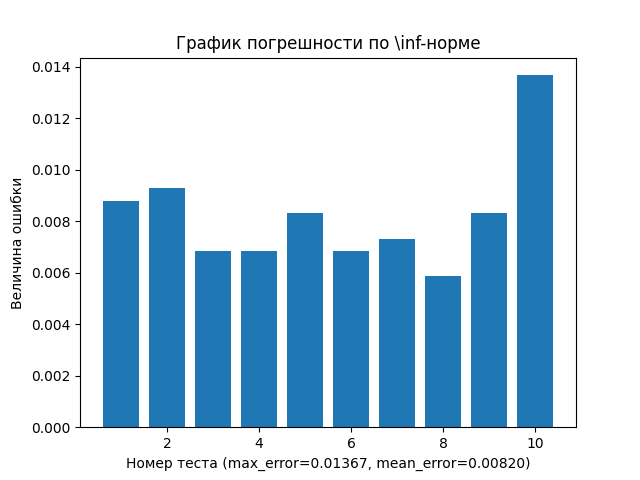 График погрешности по \inf-норме
0.014
0.012
0.010
0.008
0.006
0.004
0.002
0.000
Величина ошибки
2 4 6 8 10
Номер теста (max_error=0.01367, mean_error=0.00820)